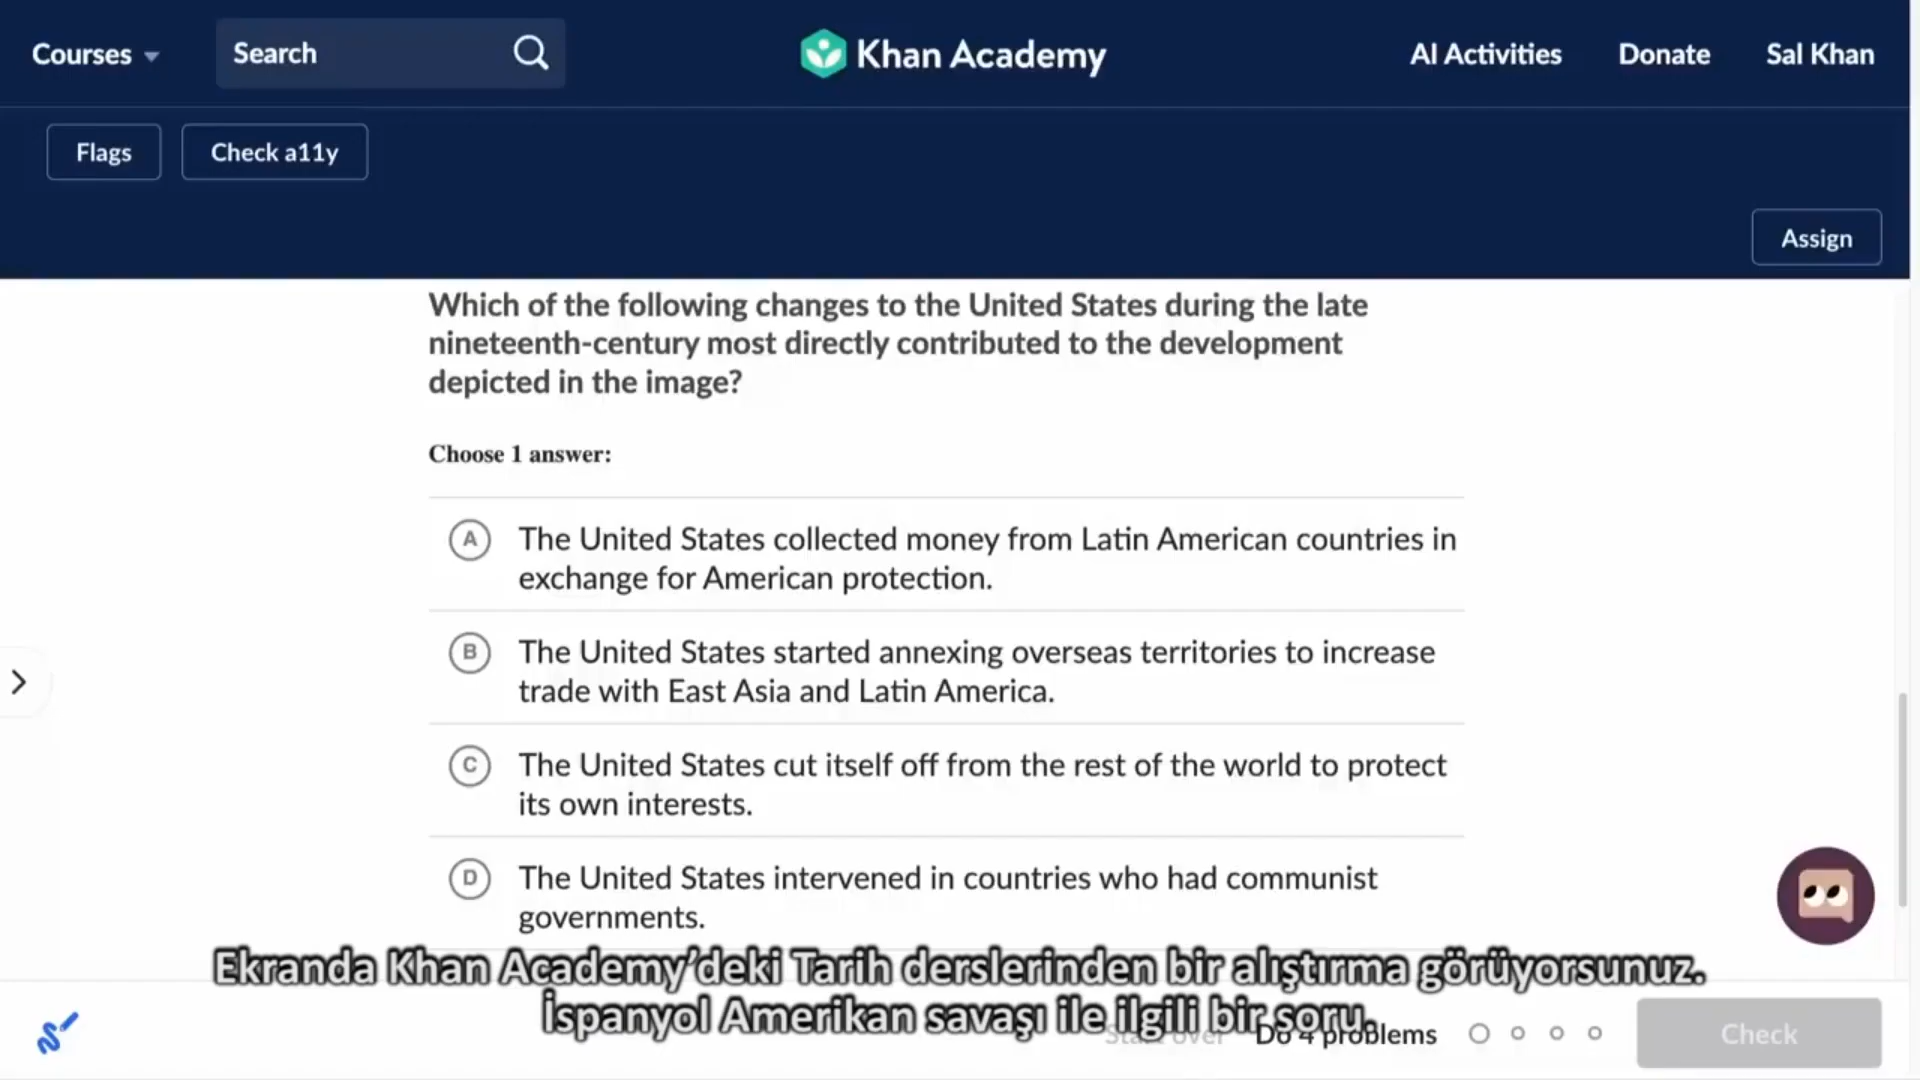 Courses
Search
Khan Academy
AI Activities
Donate
Sal Khan
Flags
Check a11y
Assign
Which of the following changes to the United States during the late
nineteenth-century most directly contributed to the development
depicted in the image?
Choose 1 answer:
A
The United States collected money from Latin American countries in
exchange for American protection.
B
The United States started annexing overseas territories to increase
trade with East Asia and Latin America.
C
The United States cut itself off from the rest of the world to protect
its own interests.
D
The United States intervened in countries who had communist
governments.
Ekranda Khan Academy'deki Tarih derslerinden bir alıştırma görüyorsunuz.
İspanyol Amerikan savaşı ile ilgili bir soru.
Start over
Do 4 problems
Check